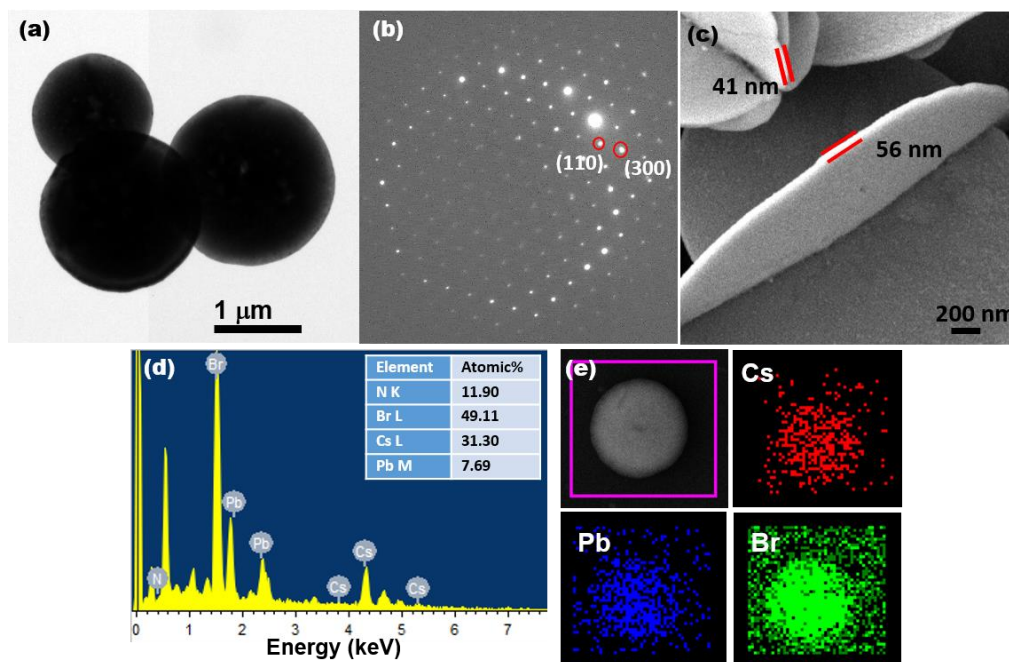 (a)
1 μm
(b)
(110)
(300)
(c)
41 nm
56 nm
200 nm
(d)
Element Atomic%
N K 11.90
Br L 49.11
Cs L 31.30
Pb M 7.69
Br
Pb
Pb
Cs
N
Cs
Cs
0 1 2 3 4 5 6 7
Energy (keV)
(e)
Cs
Pb
Br